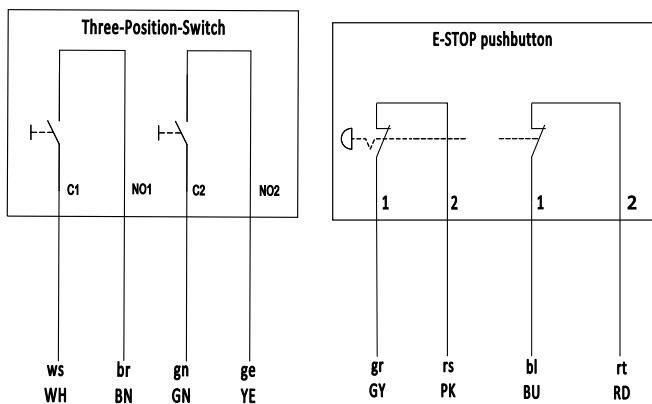 Three-Position-Switch
C1 NO1 C2 NO2
ws br gn ge
WH BN GN YE
E-STOP pushbutton
1 2 1 2
gr rs bl rt
GY PK BU RD